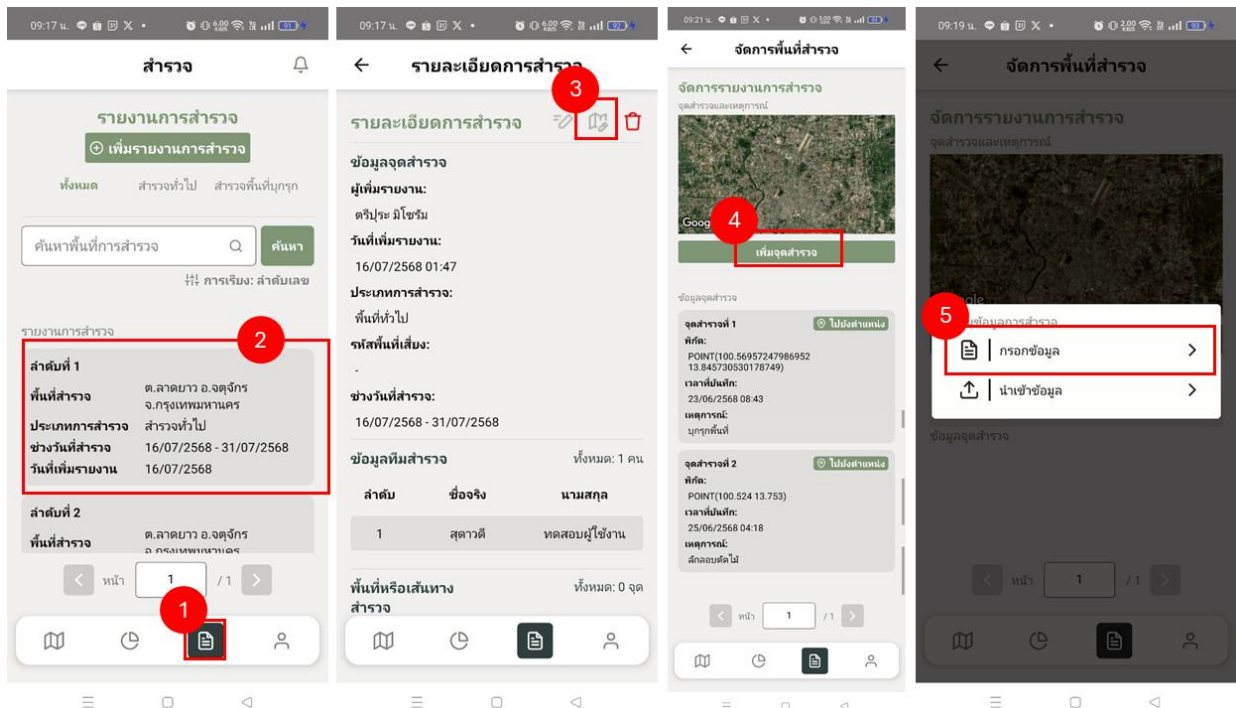 09:17 น.
6.00
91
สำรวจ
รายงานการสำรวจ
เพิ่มรายงานการสำรวจ
ทั้งหมด สำรวจทั่วไป สำรวจพื้นที่บุกรุก
ค้นหาพื้นที่การสำรวจ ค้นหา
การเรียง: ลำดับเลข
รายงานการสำรวจ
2
ลำดับที่ 1
พื้นที่สำรวจ ต.ลาดยาว อ.จตุจักร
จ.กรุงเทพมหานคร
ประเภทการสำรวจ สำรวจทั่วไป
ช่วงวันที่สำรวจ 16/07/2568 - 31/07/2568
วันที่เพิ่มรายงาน 16/07/2568
ลำดับที่ 2
พื้นที่สำรวจ ต.ลาดยาว อ.จตุจักร
จ.กรุงเทพมหานคร
หน้า 1 / 1
1
09:17 น.
92
รายละเอียดการสำรวจ
3
รายละเอียดการสำรวจ
ข้อมูลจุดสำรวจ
ผู้เพิ่มรายงาน:
ตรีประ มิโซรัม
วันที่เพิ่มรายงาน:
16/07/2568 01:47
ประเภทการสำรวจ:
พื้นที่ทั่วไป
รหัสพื้นที่เสี่ยง:
-
ช่วงวันที่สำรวจ:
16/07/2568 - 31/07/2568
ข้อมูลทีมสำรวจ ทั้งหมด: 1 คน
ลำดับ ชื่อจริง นามสกุล
1 สุดาวดี ทดสอบผู้ใช้งาน
พื้นที่หรือเส้นทาง ทั้งหมด: 0 จุด
สำรวจ
09:21 น.
จัดการพื้นที่สำรวจ
จัดการรายงานการสำรวจ
จุดสำรวจและเหตุการณ์
Goog
4
เพิ่มจุดสำรวจ
ข้อมูลจุดสำรวจ
จุดสำรวจที่ 1 ไปยังตำแหน่ง
พิกัด:
POINT(100.56957247986952
13.845730530178749)
เวลาที่บันทึก:
23/06/2568 08:43
เหตุการณ์:
บุกรุกพื้นที่
จุดสำรวจที่ 2 ไปยังตำแหน่ง
พิกัด:
POINT(100.524 13.753)
เวลาที่บันทึก:
25/06/2568 04:18
เหตุการณ์:
ลักลอบตัดไม้
หน้า 1 / 1
09:19 น.
2.00
93
จัดการพื้นที่สำรวจ
จัดการรายงานการสำรวจ
จุดสำรวจและเหตุการณ์
5
ข้อมูลการสำรวจ
กรอกข้อมูล
นำเข้าข้อมูล
ข้อมูลจุดสำรวจ
หน้า 1 / 1